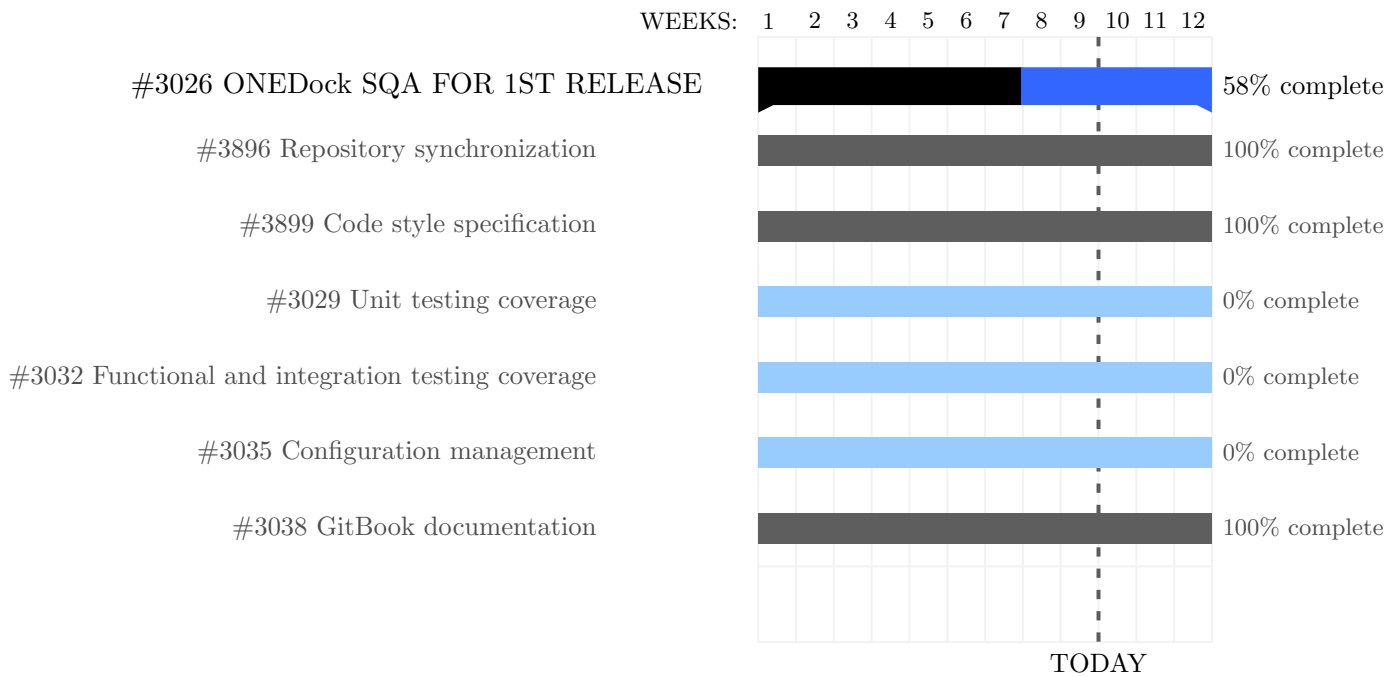 WEEKS: 1 2 3 4 5 6 7 8 9 10 11 12
#3026 ONEDock SQA FOR 1ST RELEASE 58% complete
#3896 Repository synchronization 100% complete
#3899 Code style specification 100% complete
#3029 Unit testing coverage 0% complete
#3032 Functional and integration testing coverage 0% complete
#3035 Configuration management 0% complete
#3038 GitBook documentation 100% complete
TODAY